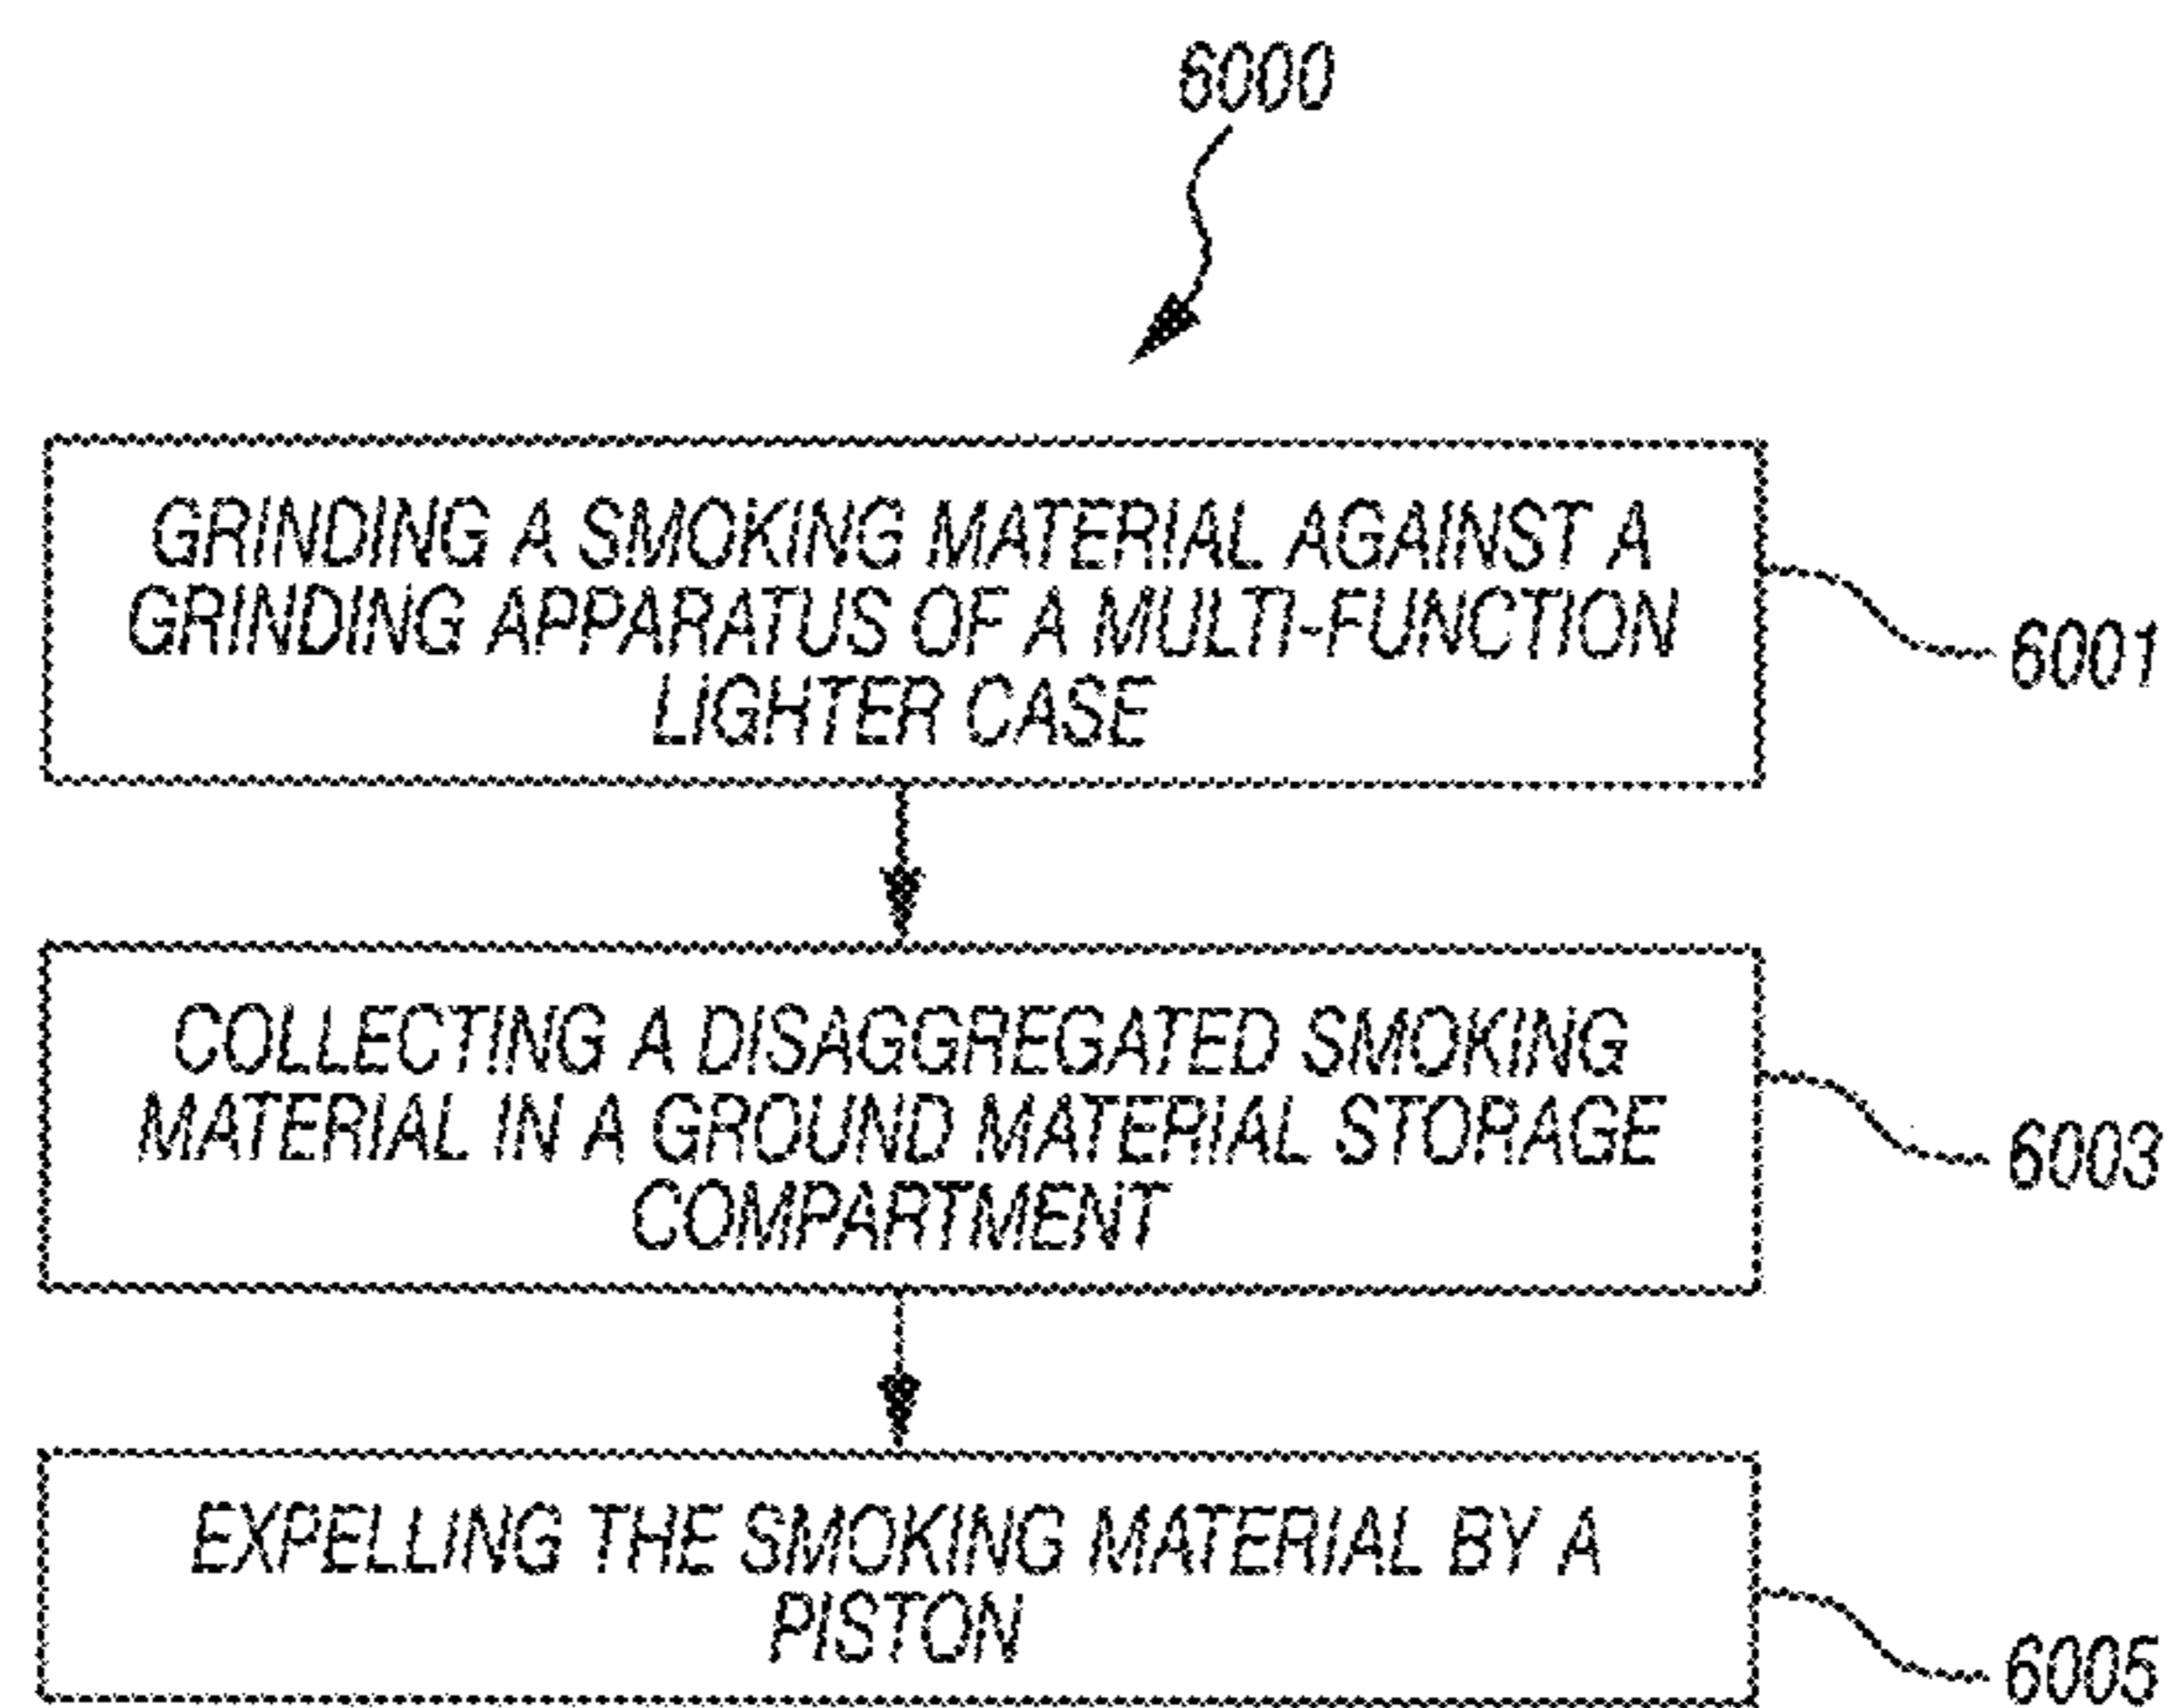 6000
GRINDING A SMOKING MATERIAL AGAINST A
GRINDING APPARATUS OF A MULTI-FUNCTION
LIGHTER CASE
6001
COLLECTING A DISAGGREGATED SMOKING
MATERIAL IN A GROUND MATERIAL STORAGE
COMPARTMENT
6003
EXPELLING THE SMOKING MATERIAL BY A
PISTON
6005